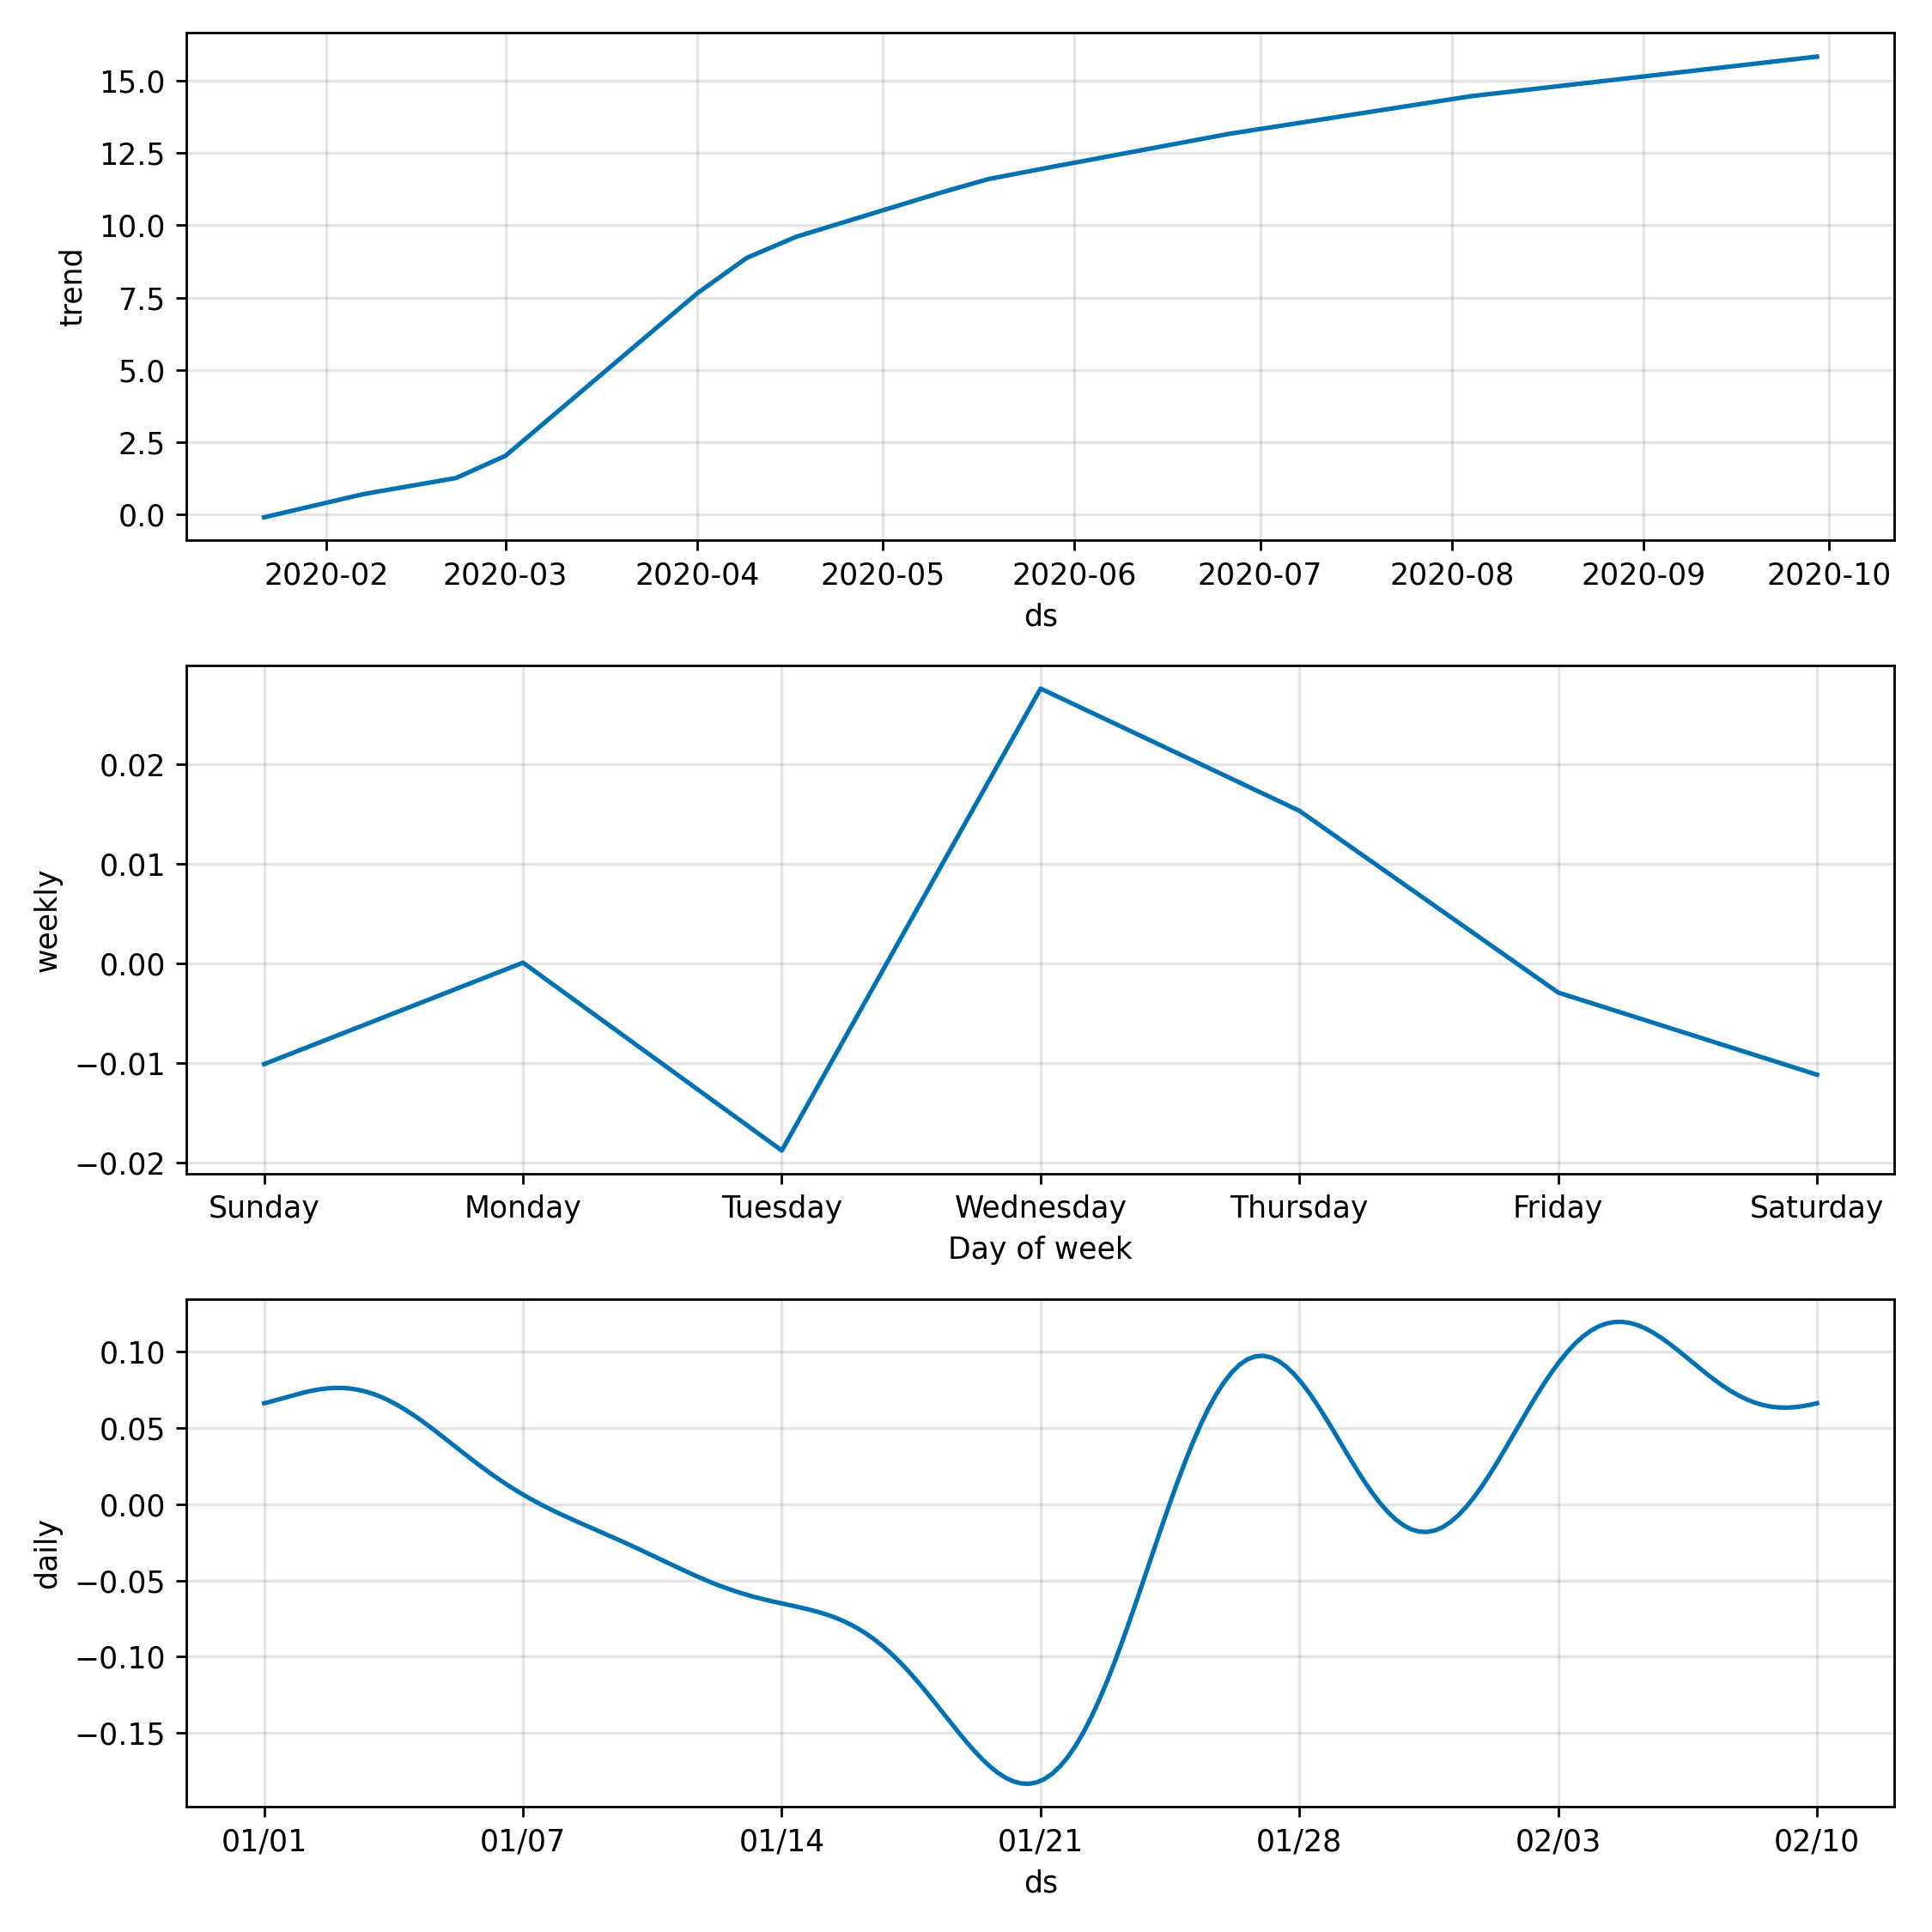 trend
15.0
12.5
10.0
7.5
5.0
2.5
0.0
2020-02 2020-03 2020-04 2020-05 2020-06 2020-07 2020-08 2020-09 2020-10
ds
weekly
0.02
0.01
0.00
−0.01
−0.02
Sunday Monday Tuesday Wednesday Thursday Friday Saturday
Day of week
daily
0.10
0.05
0.00
−0.05
−0.10
−0.15
01/01 01/07 01/14 01/21 01/28 02/03 02/10
ds